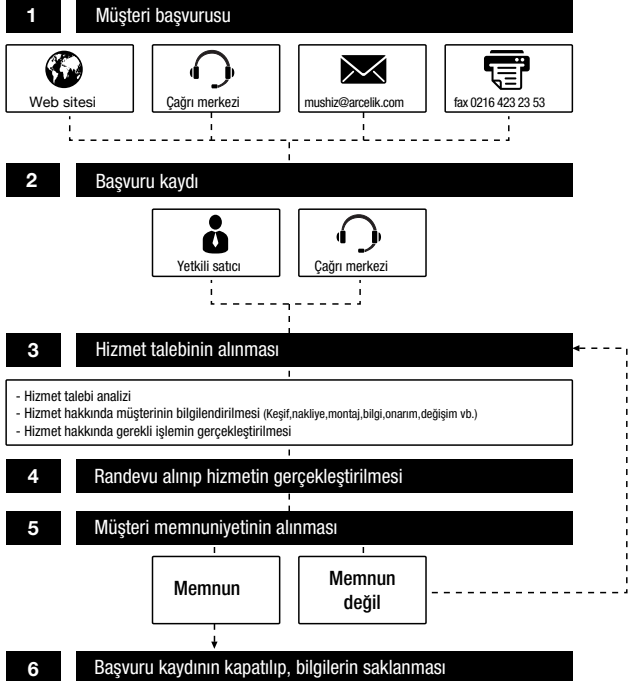 1 Müşteri başvurusu
Web sitesi
Çağrı merkezi
mushiz@arcelik.com
fax 0216 423 23 53
2 Başvuru kaydı
Yetkili satıcı
Çağrı merkezi
3 Hizmet talebinin alınması
- Hizmet talebi analizi
- Hizmet hakkında müşterinin bilgilendirilmesi (Keşif,nakliye,montaj,bilgi,onarım,değişim vb.)
- Hizmet hakkında gerekli işlemin gerçekleştirilmesi
4 Randevu alınıp hizmetin gerçekleştirilmesi
5 Müşteri memnuniyetinin alınması
Memnun
Memnun
değil
6 Başvuru kaydının kapatılıp, bilgilerin saklanması